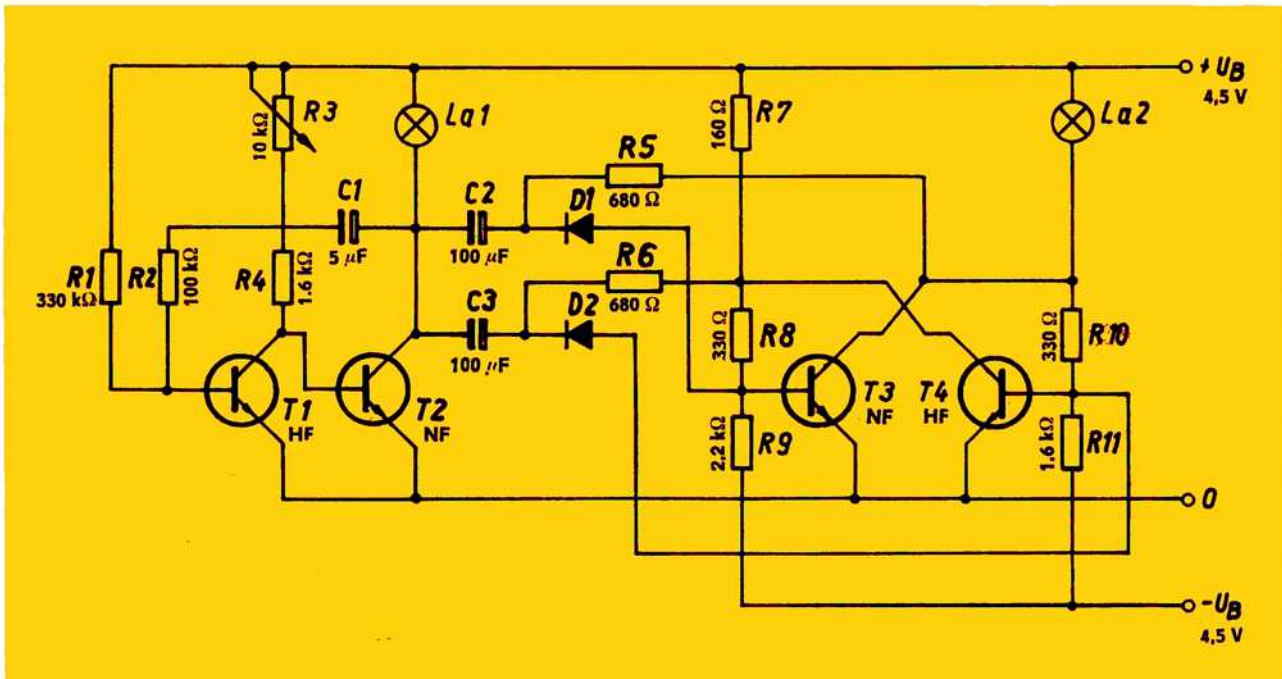 +UB
4,5 V
R3
10 kΩ
La1
R7
160 Ω
La2
R5
680 Ω
C1
5 µF
C2
100 µF
D1
R1
330 kΩ
R2
100 kΩ
R4
1.6 kΩ
R6
680 Ω
C3
100 µF
D2
R8
330 Ω
R10
330 Ω
T1
HF
T2
NF
T3
NF
T4
HF
R9
2,2 kΩ
R11
1.6 kΩ
0
-UB
4,5 V